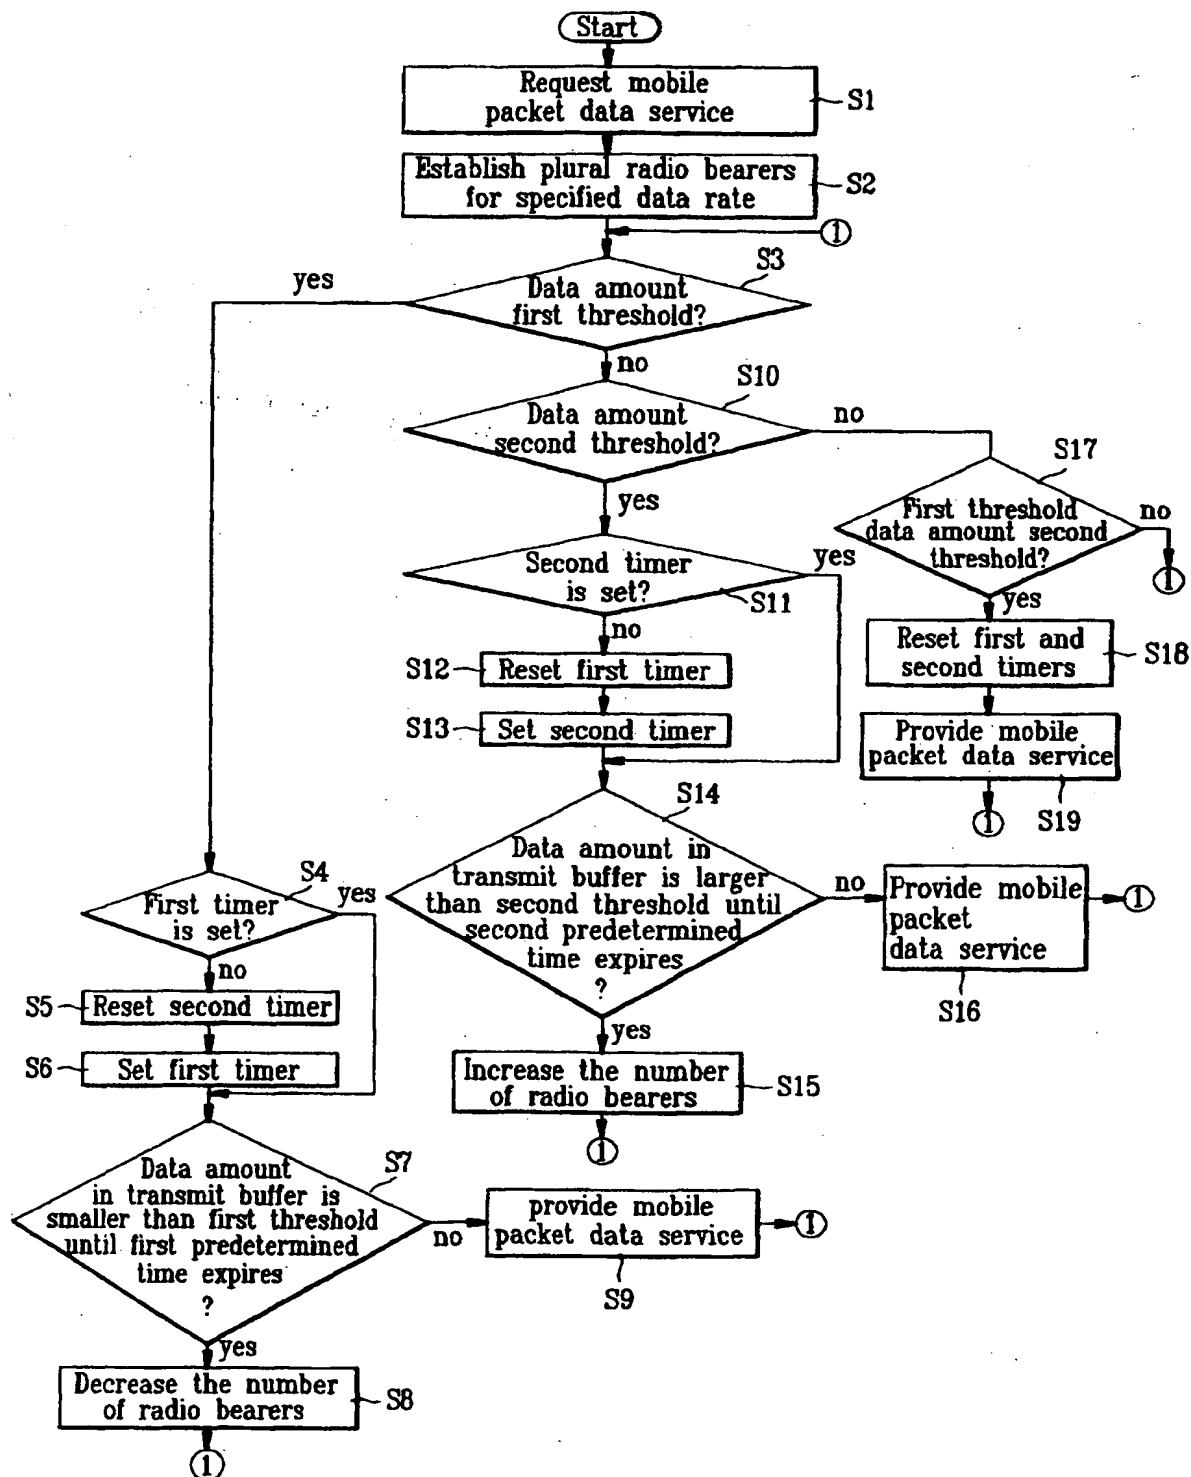 Start
Request mobile
packet data service
S1
Establish plural radio bearers
for specified data rate
S2
1
S3
yes
Data amount
first threshold?
no
S10
Data amount
second threshold?
no
yes
S17
First threshold
data amount second
threshold?
no
1
yes
Second timer
is set?
yes
S11
no
S12
Reset first timer
S13
Set second timer
Reset first and
second timers
S18
Provide mobile
packet data service
S19
1
S14
Data amount in
transmit buffer is larger
than second threshold until
second predetermined
time expires
?
no
Provide mobile
packet
data service
1
S16
yes
Increase the number
of radio bearers
S15
1
S4
First timer
is set?
yes
no
S5
Reset second timer
S6
Set first timer
S7
Data amount
in transmit buffer is
smaller than first threshold
until first predetermined
time expires
?
no
provide mobile
packet data service
1
S9
yes
Decrease the number
of radio bearers
S8
1